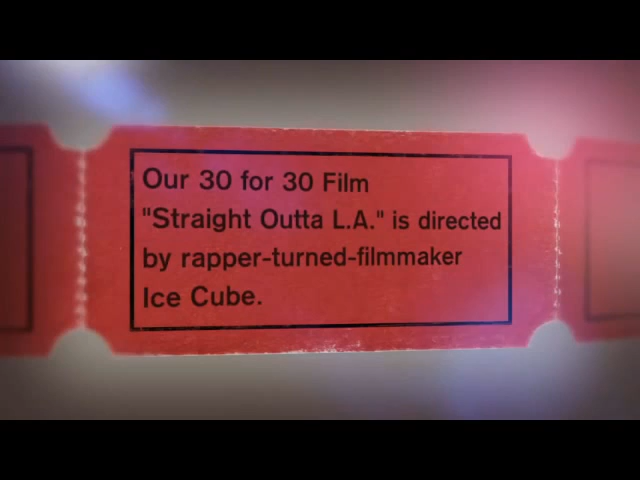 Our 30 for 30 Film
"Straight Outta L.A." is directed
by rapper-turned-filmmaker
Ice Cube.